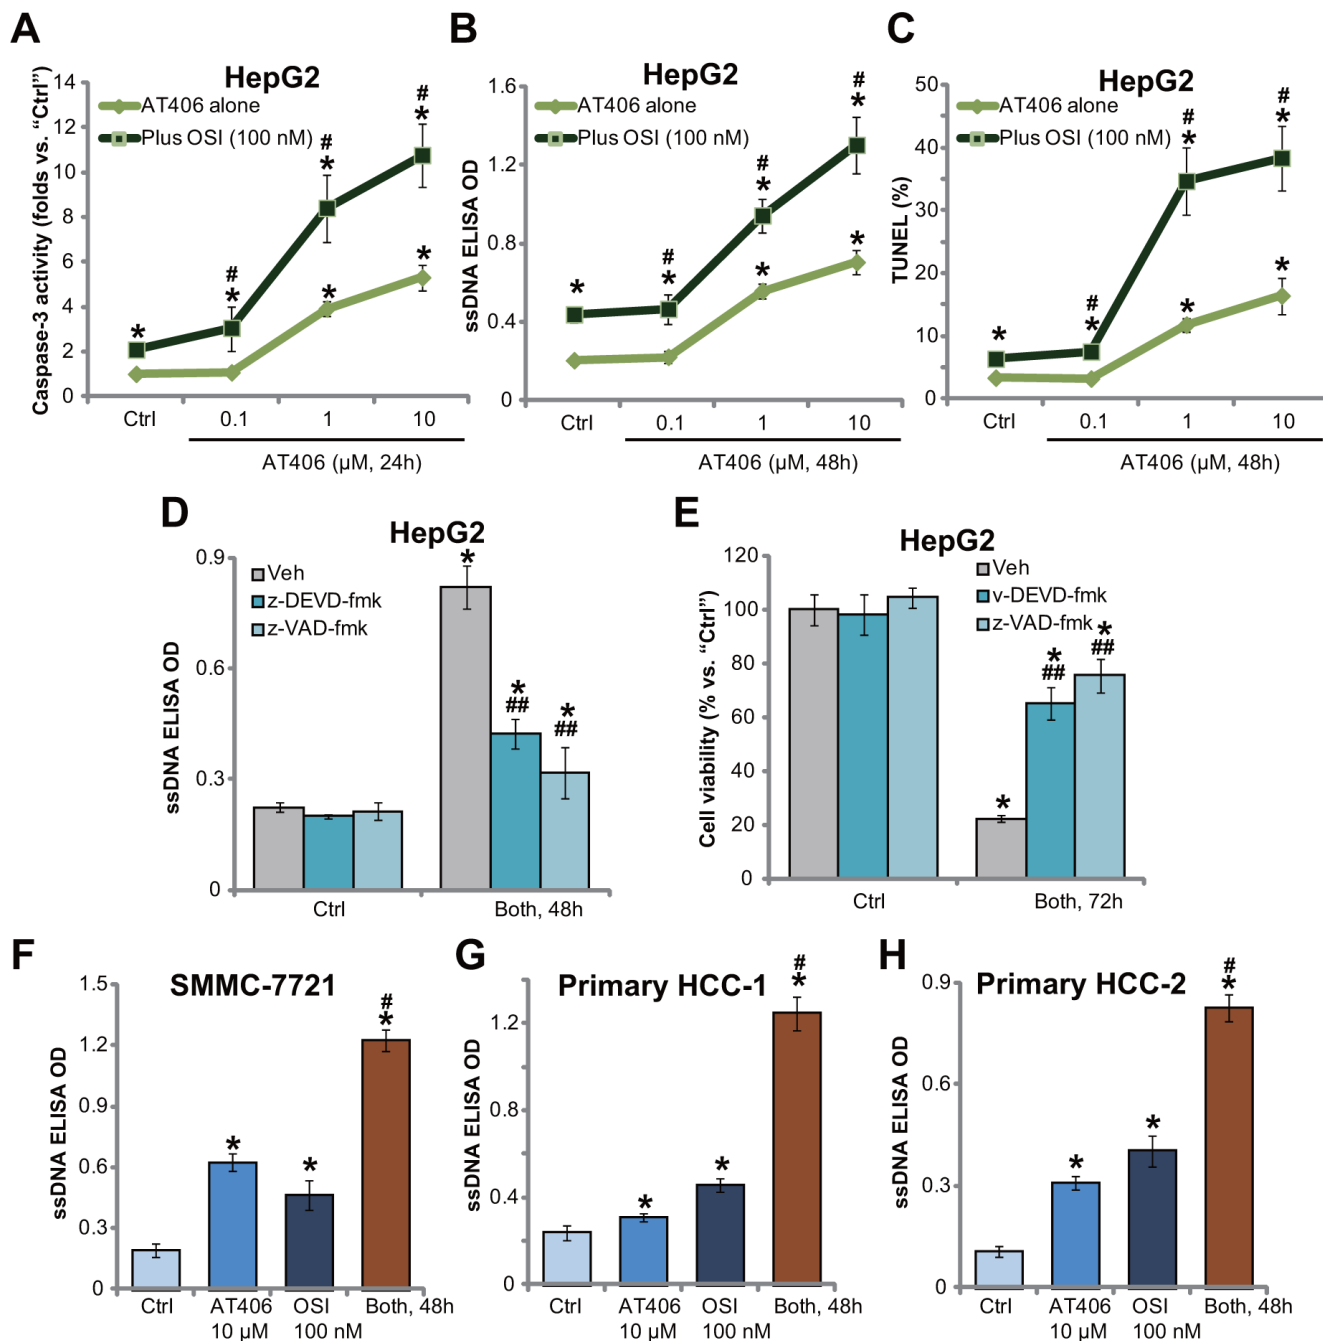 A
HepG2
AT406 alone
Plus OSI (100 nM)
Caspase-3 activity (folds vs. “Ctrl”)
14
12
10
8
6
4
2
0
*
#
*
#
*
*
#
*
*
Ctrl
0.1
1
10
AT406 (µM, 24h)
B
HepG2
AT406 alone
Plus OSI (100 nM)
ssDNA ELISA OD
1.6
1.2
0.8
0.4
0
*
#
*
#
*
*
#
*
*
Ctrl
0.1
1
10
AT406 (µM, 48h)
C
HepG2
AT406 alone
Plus OSI (100 nM)
TUNEL (%)
50
40
30
20
10
0
*
#
*
#
*
*
#
*
*
Ctrl
0.1
1
10
AT406 (µM, 48h)
D
HepG2
Veh
z-DEVD-fmk
z-VAD-fmk
ssDNA ELISA OD
0.9
0.6
0.3
0
*
*
##
*
##
Ctrl
Both, 48h
E
HepG2
Veh
v-DEVD-fmk
z-VAD-fmk
Cell viability (% vs. “Ctrl”)
120
100
80
60
40
20
0
*
*
##
*
##
Ctrl
Both, 72h
F
SMMC-7721
ssDNA ELISA OD
1.5
1.2
0.9
0.6
0.3
0
*
*
#
*
Ctrl
AT406
10 µM
OSI
100 nM
Both, 48h
G
Primary HCC-1
ssDNA ELISA OD
1.2
0.8
0.4
0
*
*
#
*
Ctrl
AT406
10 µM
OSI
100 nM
Both, 48h
H
Primary HCC-2
ssDNA ELISA OD
0.9
0.6
0.3
0
*
*
#
*
Ctrl
AT406
10 µM
OSI
100 nM
Both, 48h